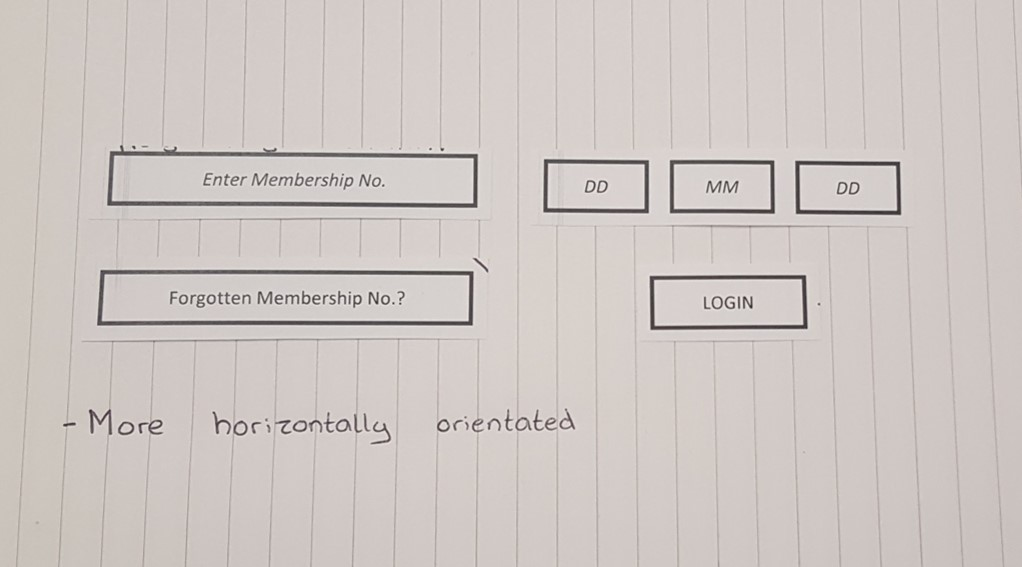 Enter Membership No. DD MM DD
Forgotten Membership No.? LOGIN
- More horizontally orientated